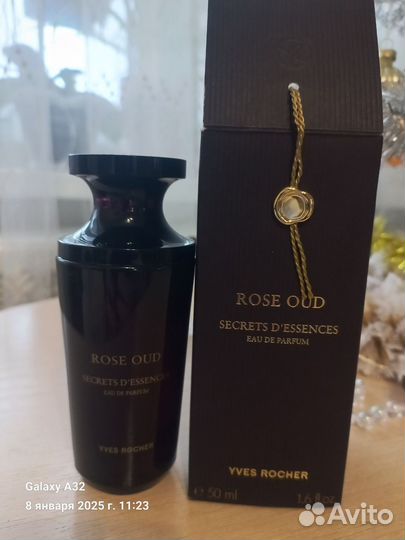 ROSE OUD
SECRETS D'ESSENCES
EAU DE PARFUM
YVES ROCHER
ROSE OUD
SECRETS D'ESSENCES
EAU DE PARFUM
YVES ROCHER
℮ 50 ml 1.6 fl.oz.
Galaxy A32
8 января 2025 г. 11:23
Avito